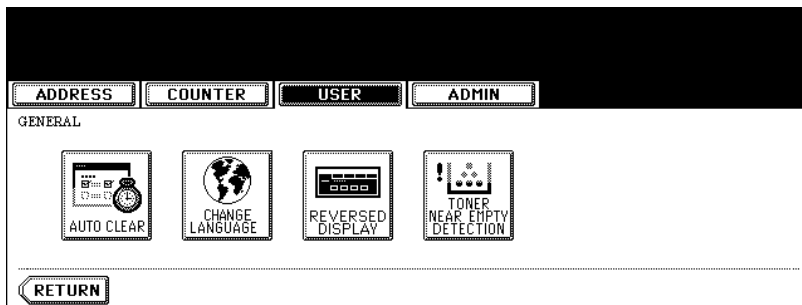 ADDRESS COUNTER USER ADMIN
GENERAL
AUTO CLEAR
CHANGE
LANGUAGE
REVERSED
DISPLAY
TONER
NEAR EMPTY
DETECTION
RETURN